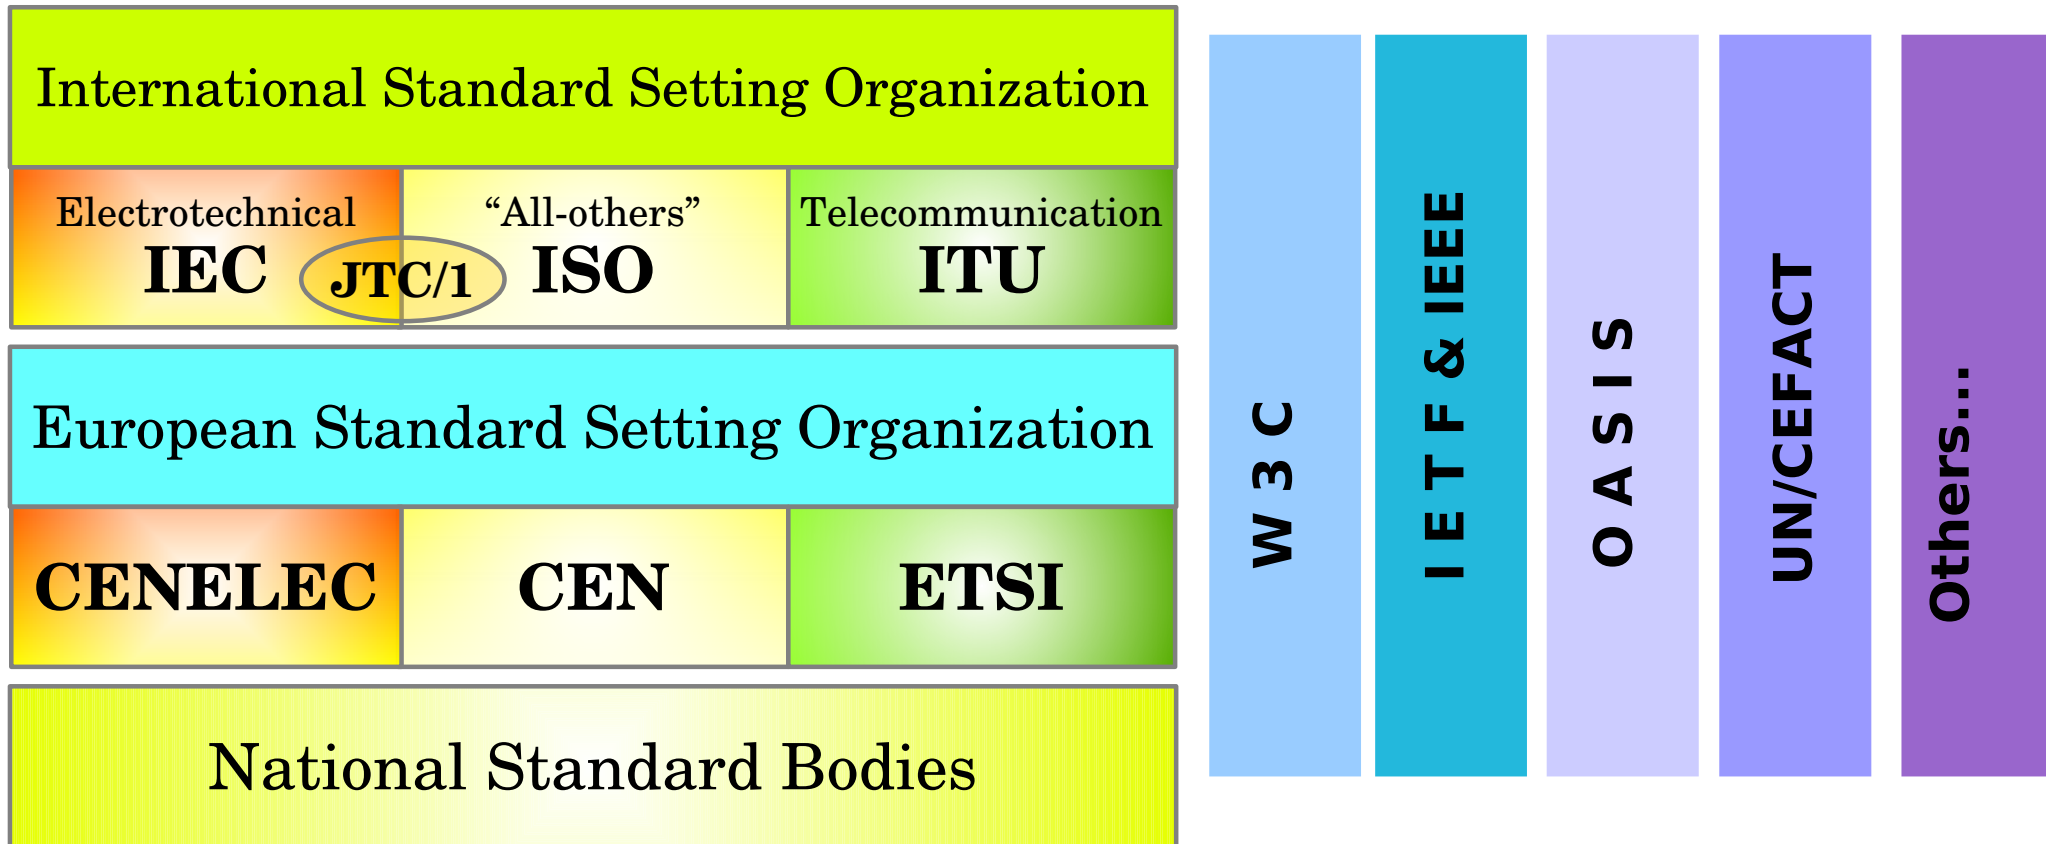 International Standard Setting Organization
Electrotechnical
IEC
JTC/1
“All-others”
ISO
Telecommunication
ITU
European Standard Setting Organization
CENELEC
CEN
ETSI
National Standard Bodies
W 3 C
I E T F & IEEE
O A S I S
UN/CEFACT
Others...